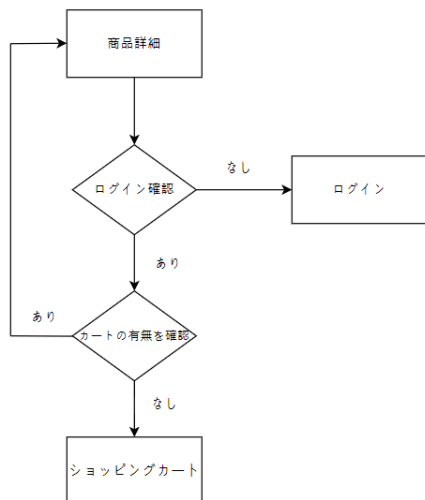 商品詳細
ログイン確認
なし
ログイン
あり
あり
カートの有無を確認
なし
ショッピングカート